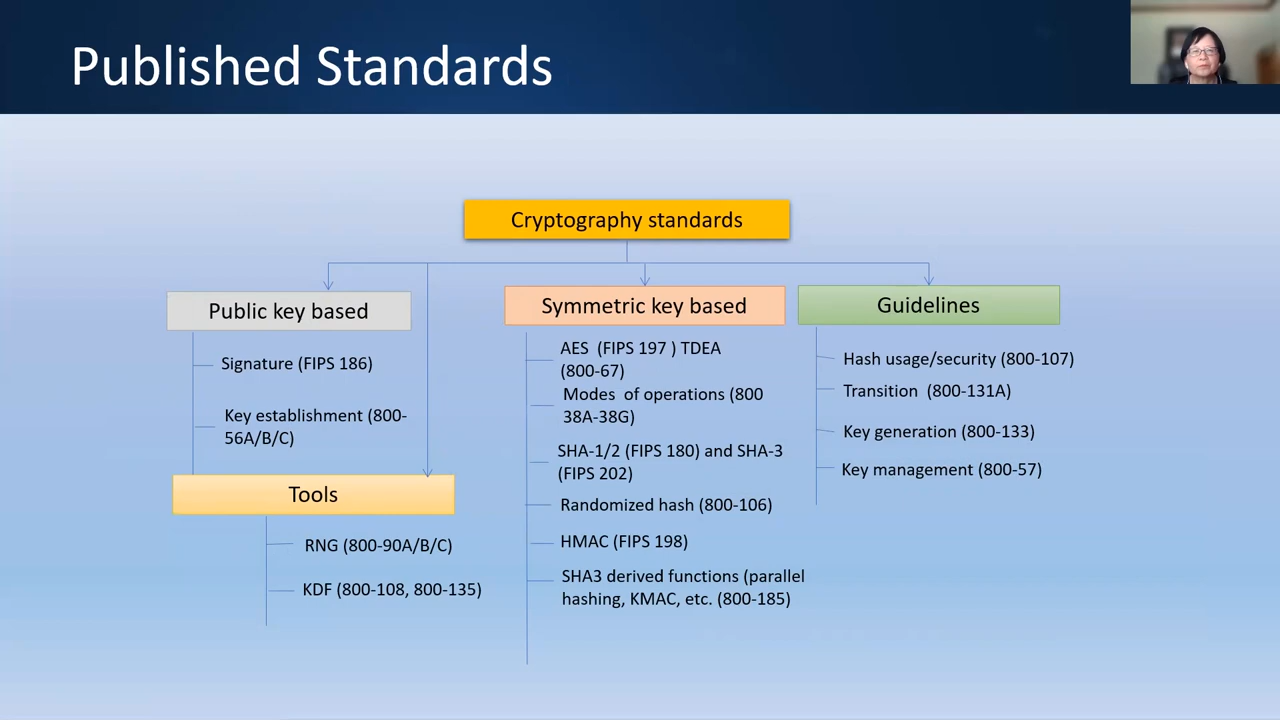 Published Standards
Cryptography standards
Public key based
Signature (FIPS 186)
Key establishment (800-
56A/B/C)
Tools
RNG (800-90A/B/C)
KDF (800-108, 800-135)
Symmetric key based
AES (FIPS 197 ) TDEA
(800-67)
Modes of operations (800
38A-38G)
SHA-1/2 (FIPS 180) and SHA-3
(FIPS 202)
Randomized hash (800-106)
HMAC (FIPS 198)
SHA3 derived functions (parallel
hashing, KMAC, etc. (800-185)
Guidelines
Hash usage/security (800-107)
Transition (800-131A)
Key generation (800-133)
Key management (800-57)